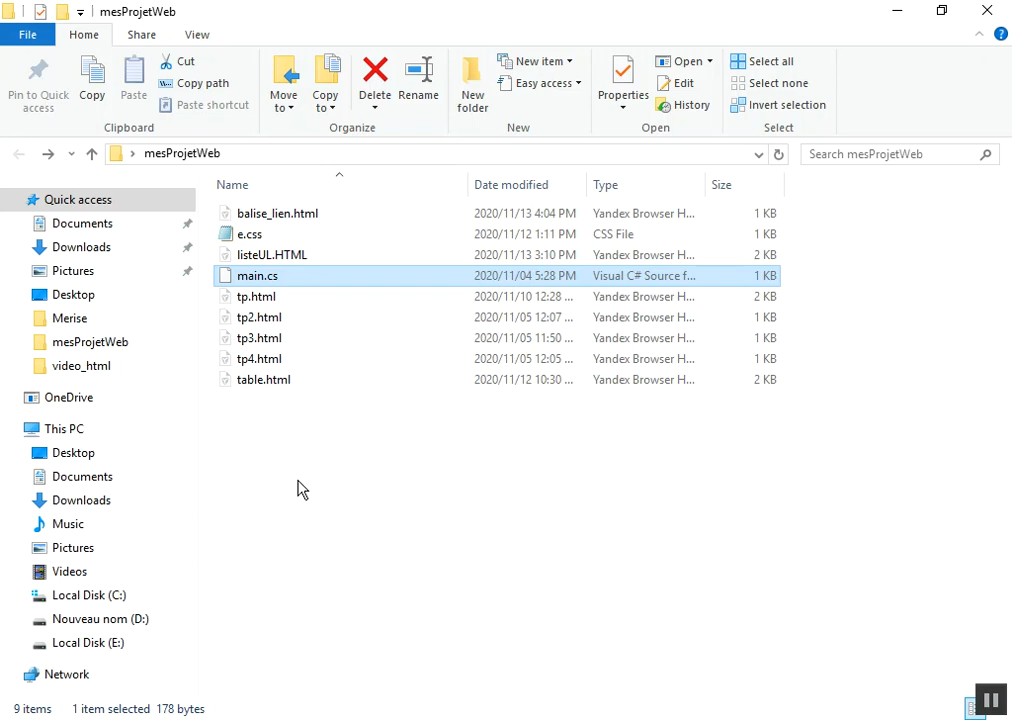 mesProjetWeb
File Home Share View
Pin to Quick access
Copy
Paste
Cut
Copy path
Paste shortcut
Clipboard
Move to
Copy to
Delete
Rename
Organize
New folder
New item
Easy access
New
Properties
Open
Edit
History
Open
Select all
Select none
Invert selection
Select
mesProjetWeb
Search mesProjetWeb
Name Date modified Type Size
balise_lien.html 2020/11/13 4:04 PM Yandex Browser H... 1 KB
e.css 2020/11/12 1:11 PM CSS File 1 KB
listeUL.HTML 2020/11/13 3:10 PM Yandex Browser H... 2 KB
main.cs 2020/11/04 5:28 PM Visual C# Source f... 1 KB
tp.html 2020/11/10 12:28 ... Yandex Browser H... 2 KB
tp2.html 2020/11/05 12:07 ... Yandex Browser H... 1 KB
tp3.html 2020/11/05 11:50 ... Yandex Browser H... 1 KB
tp4.html 2020/11/05 12:05 ... Yandex Browser H... 1 KB
table.html 2020/11/12 10:30 ... Yandex Browser H... 2 KB
Quick access
Documents
Downloads
Pictures
Desktop
Merise
mesProjetWeb
video_html
OneDrive
This PC
Desktop
Documents
Downloads
Music
Pictures
Videos
Local Disk (C:)
Nouveau nom (D:)
Local Disk (E:)
Network
9 items 1 item selected 178 bytes